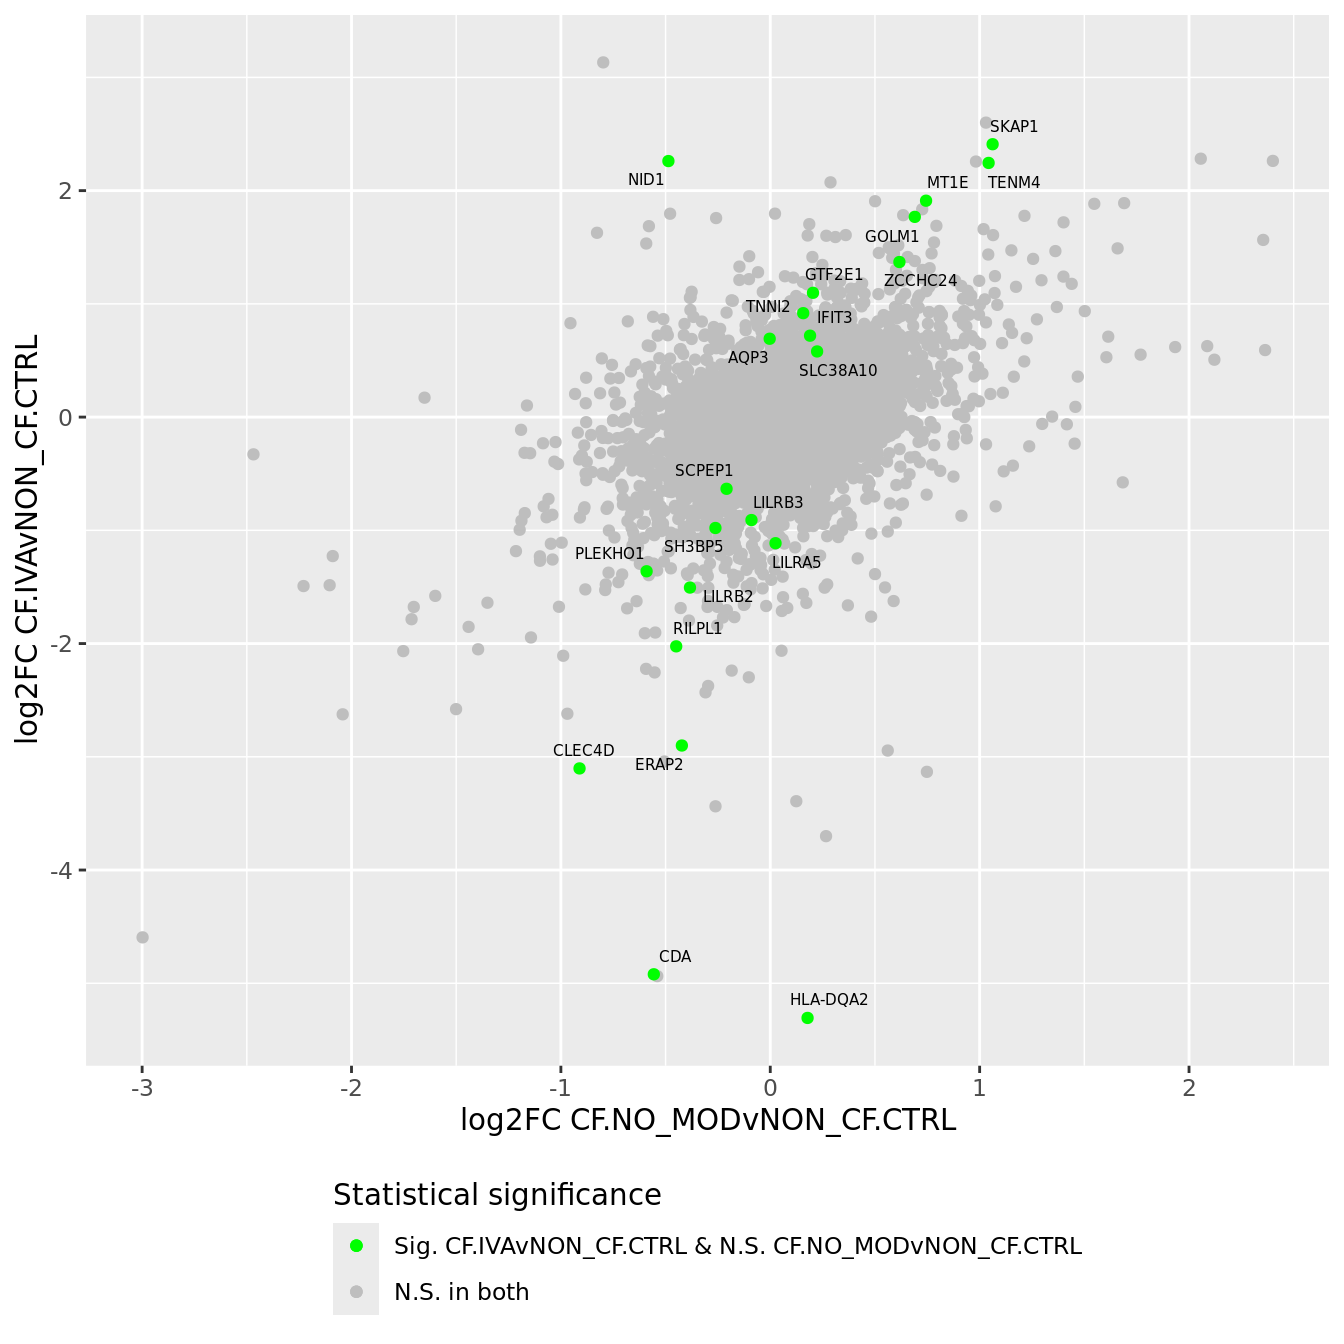 log2FC CF.IVAvNON_CF.CTRL
2
0
-2
-4
SKAP1
NID1
MT1E
TENM4
GOLM1
GTF2E1
ZCCHC24
TNNI2
IFIT3
AQP3
SLC38A10
SCPEP1
LILRB3
SH3BP5
PLEKHO1
LILRA5
LILRB2
RILPL1
CLEC4D
ERAP2
CDA
HLA-DQA2
-3
-2
-1
0
1
2
log2FC CF.NO_MODvNON_CF.CTRL
Statistical significance
Sig. CF.IVAvNON_CF.CTRL & N.S. CF.NO_MODvNON_CF.CTRL
N.S. in both